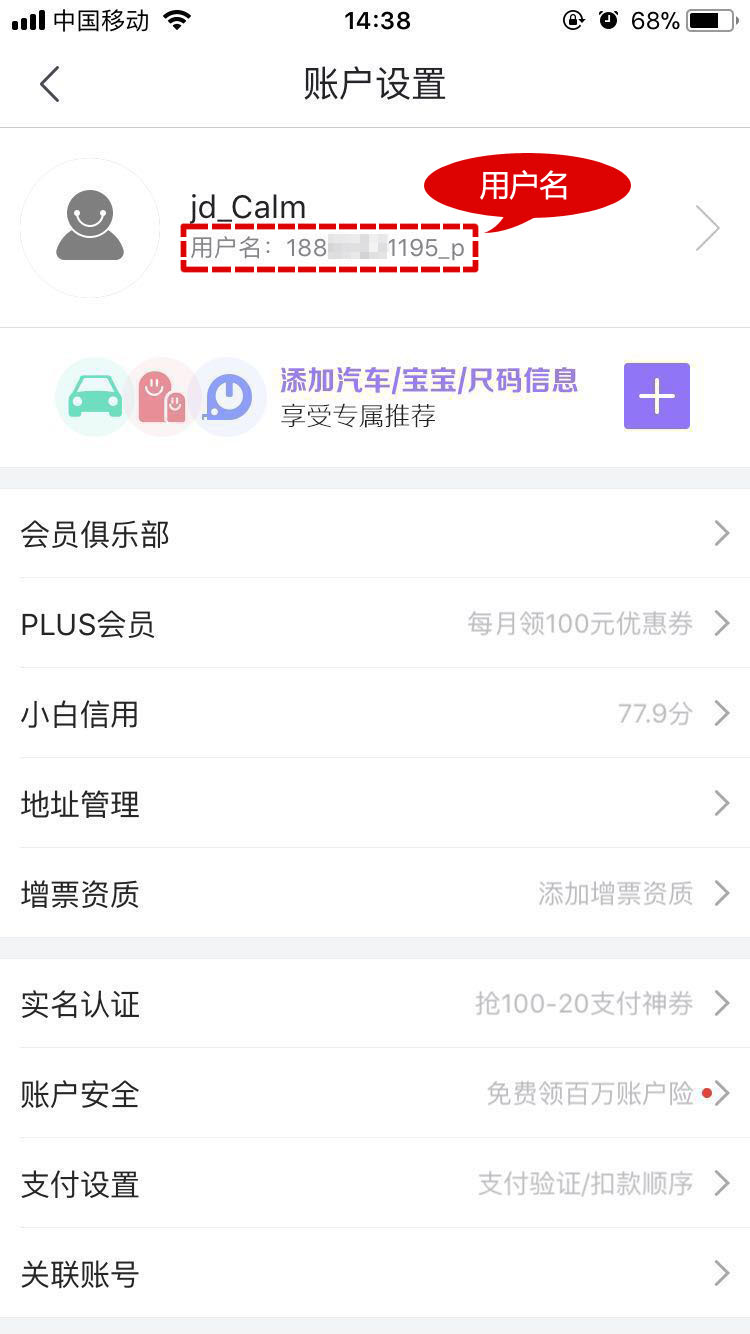 中国移动 14:38 68%
账户设置
用户名
jd_Calm
用户名：188 1195_p
添加汽车/宝宝/尺码信息
享受专属推荐
会员俱乐部
PLUS会员 每月领100元优惠券
小白信用 77.9分
地址管理
增票资质 添加增票资质
实名认证 抢100-20支付神券
账户安全 免费领百万账户险
支付设置 支付验证/扣款顺序
关联账号